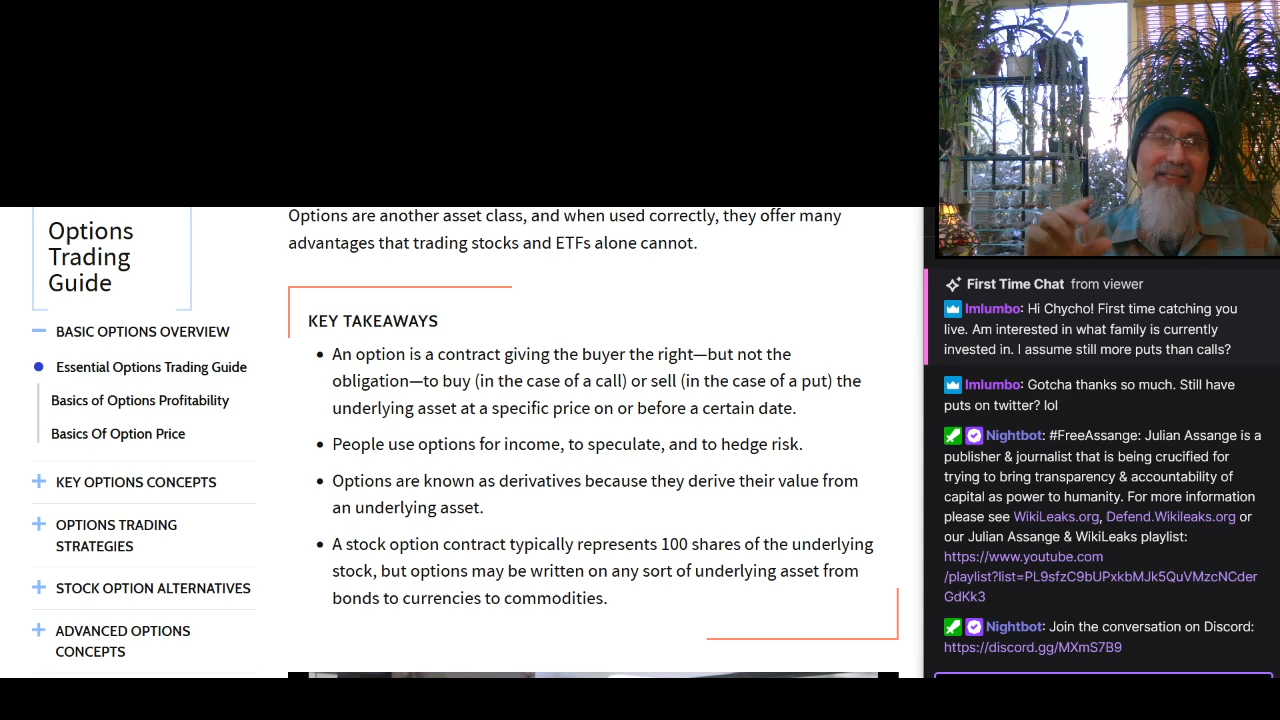 Options are another asset class, and when used correctly, they offer many
advantages that trading stocks and ETFs alone cannot.
Options
Trading
Guide
BASIC OPTIONS OVERVIEW
Essential Options Trading Guide
Basics of Options Profitability
Basics Of Option Price
KEY OPTIONS CONCEPTS
OPTIONS TRADING
STRATEGIES
STOCK OPTION ALTERNATIVES
ADVANCED OPTIONS
CONCEPTS
KEY TAKEAWAYS
• An option is a contract giving the buyer the right—but not the
obligation—to buy (in the case of a call) or sell (in the case of a put) the
underlying asset at a specific price on or before a certain date.
• People use options for income, to speculate, and to hedge risk.
• Options are known as derivatives because they derive their value from
an underlying asset.
• A stock option contract typically represents 100 shares of the underlying
stock, but options may be written on any sort of underlying asset from
bonds to currencies to commodities.
First Time Chat from viewer
Imlumbo: Hi Chycho! First time catching you
live. Am interested in what family is currently
invested in. I assume still more puts than calls?
Imlumbo: Gotcha thanks so much. Still have
puts on twitter? lol
Nightbot: #FreeAssange: Julian Assange is a
publisher & journalist that is being crucified for
trying to bring transparency & accountability of
capital as power to humanity. For more information
please see WikiLeaks.org, Defend.Wikileaks.org or
our Julian Assange & WikiLeaks playlist:
https://www.youtube.com
/playlist?list=PL9sfzC9bUPxkbMJk5QuVMzcNCder
GdKk3
Nightbot: Join the conversation on Discord:
https://discord.gg/MXmS7B9